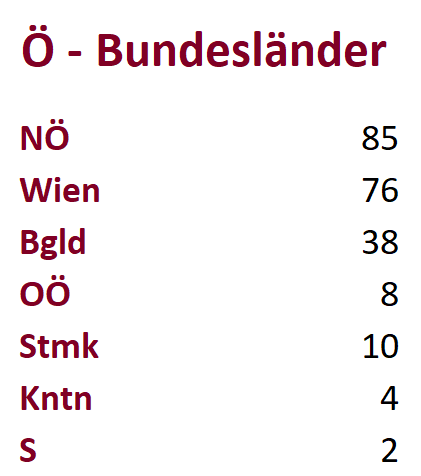 Ö - Bundesländer
NÖ 85
Wien 76
Bgld 38
OÖ 8
Stmk 10
Kntn 4
S 2